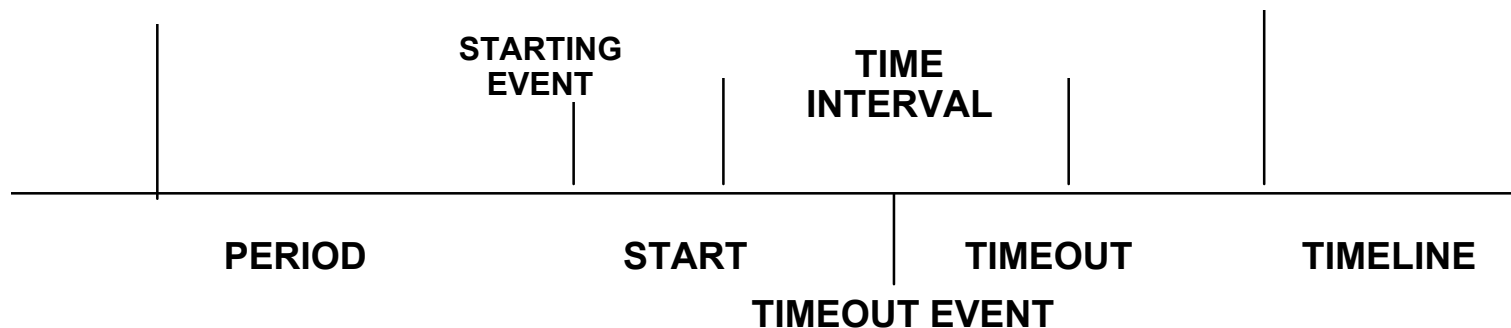 STARTING
EVENT
TIME
INTERVAL
PERIOD
START
TIMEOUT
TIMELINE
TIMEOUT EVENT